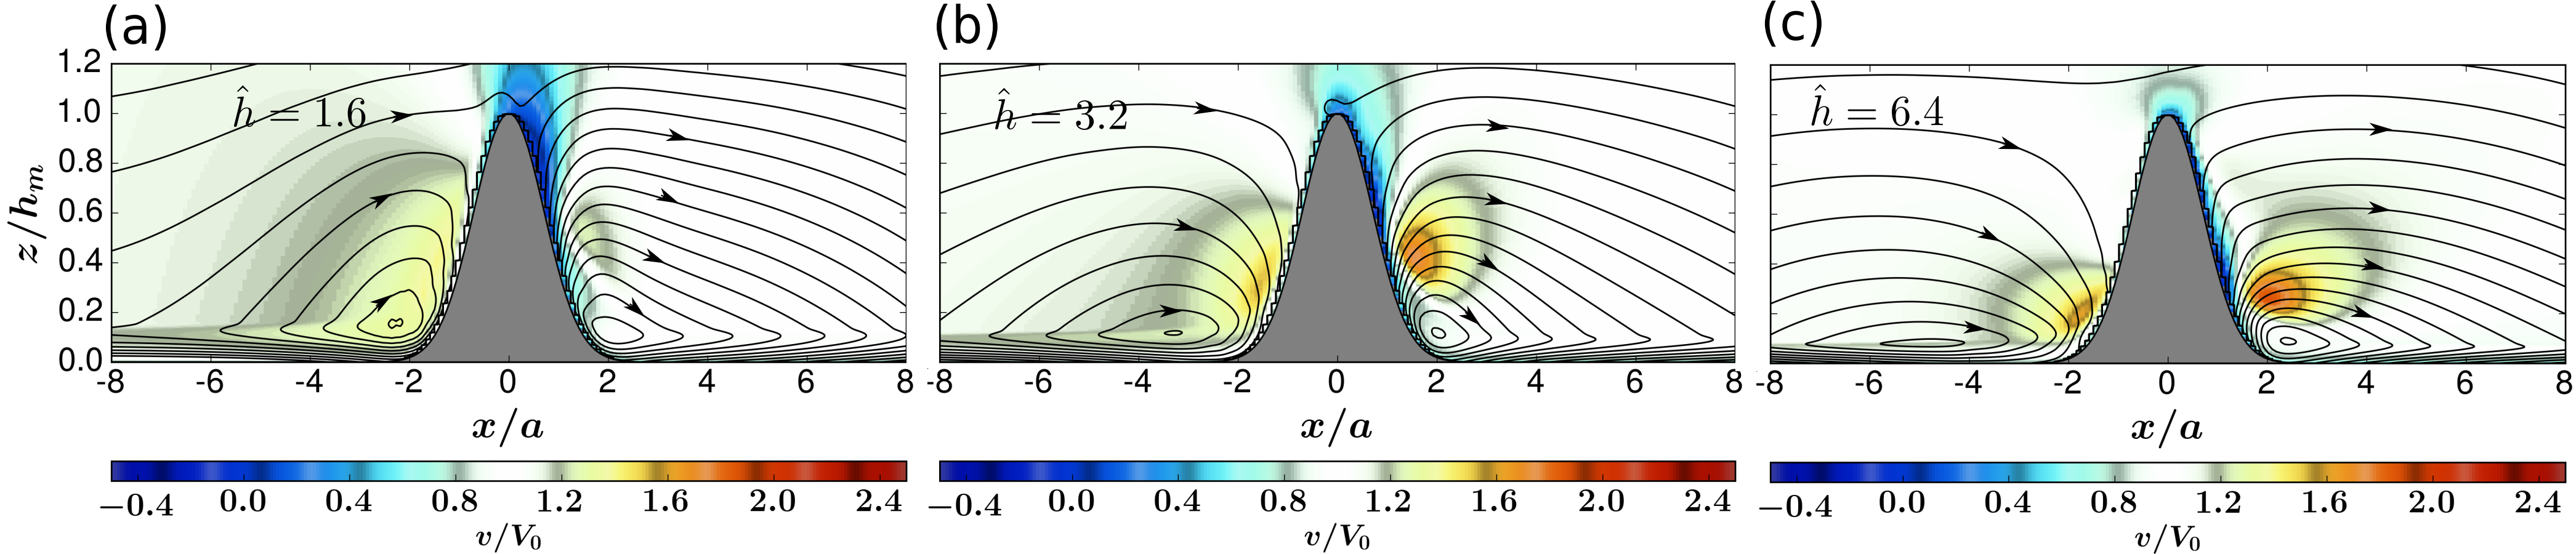 (a) (b) (c)
ĥ = 1.6 ĥ = 3.2 ĥ = 6.4
z/hₘ
1.2
1.0
0.8
0.6
0.4
0.2
0.0
-8 -6 -4 -2 0 2 4 6 8 -8 -6 -4 -2 0 2 4 6 8 -8 -6 -4 -2 0 2 4 6 8
x/a x/a x/a
−0.4 0.0 0.4 0.8 1.2 1.6 2.0 2.4 −0.4 0.0 0.4 0.8 1.2 1.6 2.0 2.4 −0.4 0.0 0.4 0.8 1.2 1.6 2.0 2.4
v/V₀ v/V₀ v/V₀